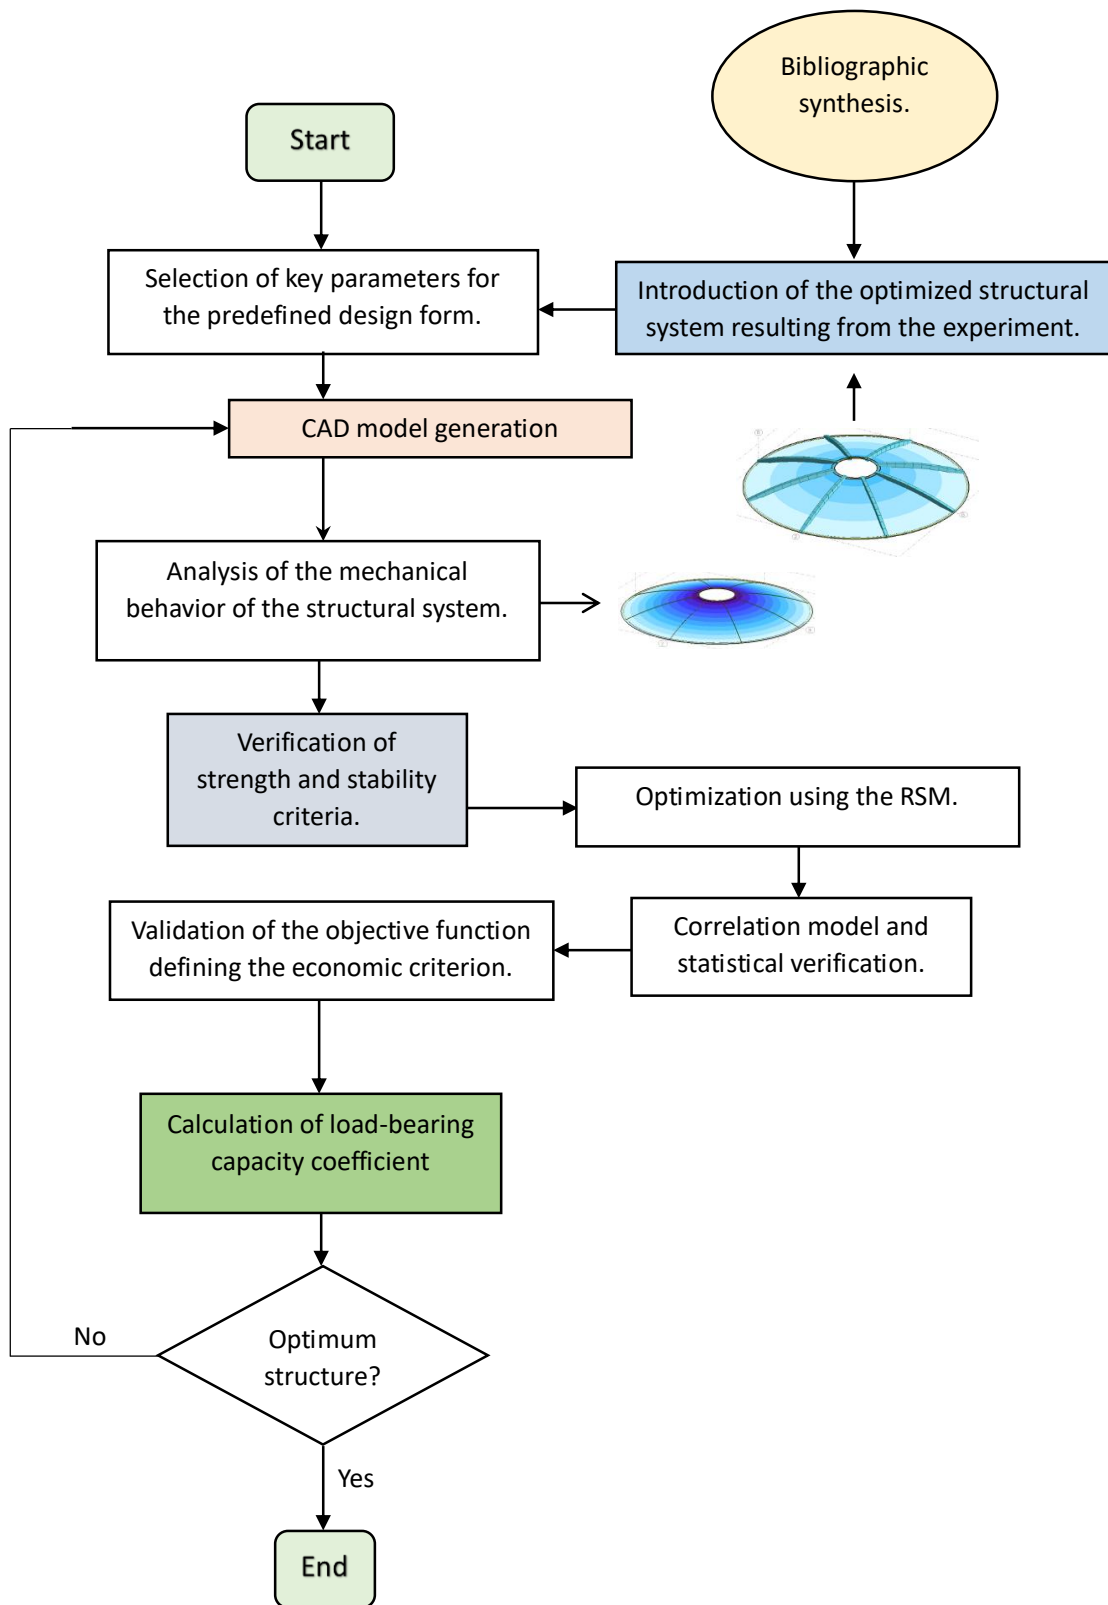 Bibliographic
synthesis.
Start
Selection of key parameters for
the predefined design form.
Introduction of the optimized structural
system resulting from the experiment.
CAD model generation
Analysis of the mechanical
behavior of the structural system.
Verification of
strength and stability
criteria.
Optimization using the RSM.
Correlation model and
statistical verification.
Validation of the objective function
defining the economic criterion.
Calculation of load-bearing
capacity coefficient
Optimum
structure?
No
Yes
End